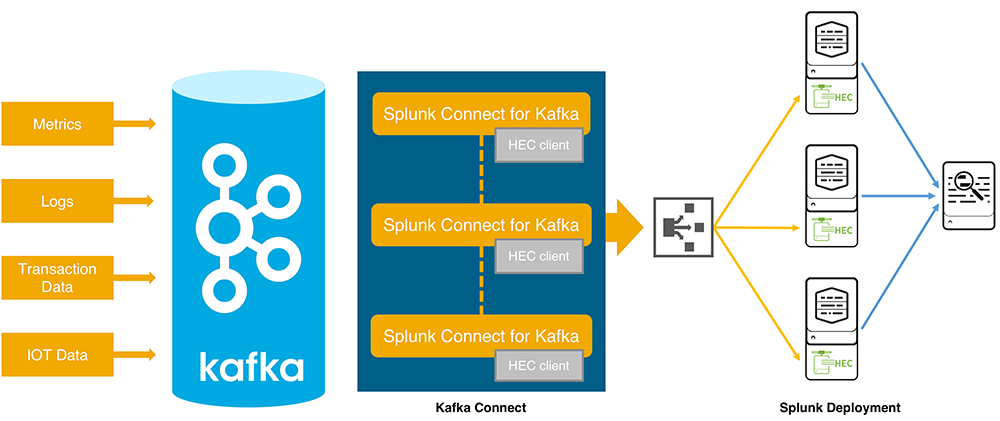 Metrics
Logs
Transaction
Data
IOT Data
kafka
Splunk Connect for Kafka
HEC client
Splunk Connect for Kafka
HEC client
Splunk Connect for Kafka
HEC client
Kafka Connect
HEC
HEC
HEC
Splunk Deployment